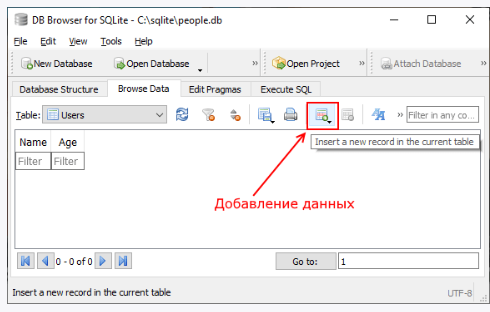 DB Browser for SQLite - C:\sqlite\people.db
File Edit View Tools Help
New Database Open Database » Open Project » Attach Database »
Database Structure Browse Data Edit Pragmas Execute SQL
Table: Users » Filter in any co...
Insert a new record in the current table
Name Age
Filter Filter
Добавление данных
0 - 0 of 0 Go to: 1
Insert a new record in the current table UTF-8